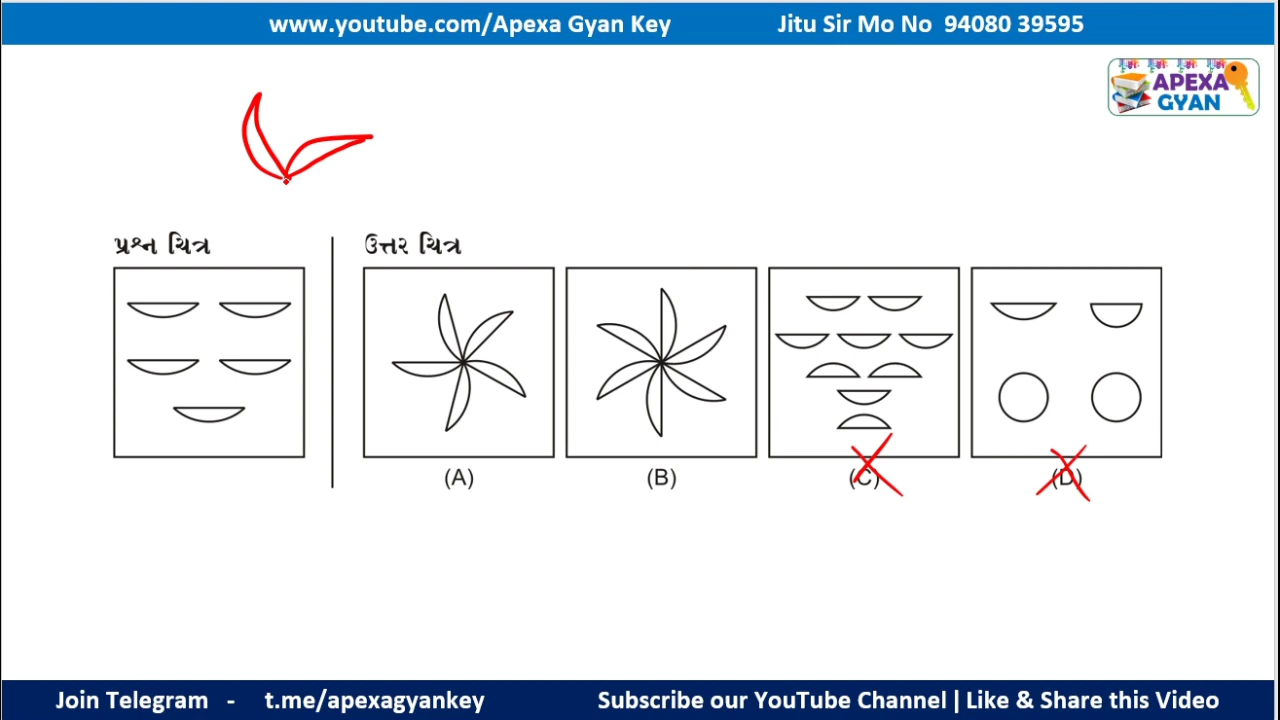 www.youtube.com/Apexa Gyan Key Jitu Sir Mo No 94080 39595
APEXA
GYAN
પ્રશ્ન ચિત્ર ઉત્તર ચિત્ર
(A) (B) (C) (D)
Join Telegram - t.me/apexagyankey Subscribe our YouTube Channel | Like & Share this Video